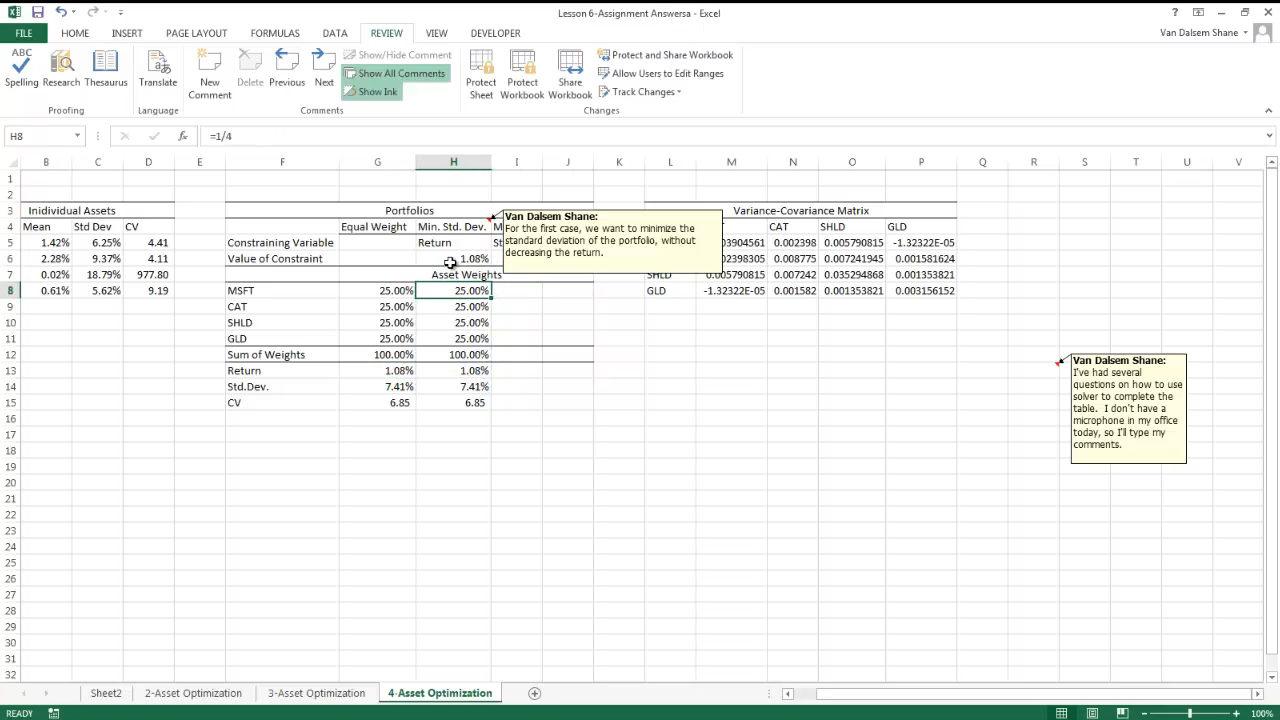 Lesson 6-Assignment Answersa - Excel
FILE HOME INSERT PAGE LAYOUT FORMULAS DATA REVIEW VIEW DEVELOPER Van Dalsem Shane
ABC
Spelling Research Thesaurus
Proofing
Translate
Language
New Comment Delete Previous Next
Show/Hide Comment
Show All Comments
Show Ink
Comments
Protect Sheet Protect Workbook Share Workbook
Protect and Share Workbook
Allow Users to Edit Ranges
Track Changes
Changes
H8 fx =1/4
B C D E F G H I J K L M N O P Q R S T U V
1
2
3 Inidividual Assets Portfolios Variance-Covariance Matrix
4 Mean Std Dev CV Equal Weight Min. Std. Dev. CAT SHLD GLD
5 1.42% 6.25% 4.41 Constraining Variable Return 0.002398 0.005790815 -1.32322E-05
6 2.28% 9.37% 4.11 Value of Constraint 1.08% 0.008775 0.007241945 0.001581624
7 0.02% 18.79% 977.80 Asset Weights SHLD 0.005790815 0.007242 0.035294868 0.001353821
8 0.61% 5.62% 9.19 MSFT 25.00% 25.00% GLD -1.32322E-05 0.001582 0.001353821 0.003156152
9 CAT 25.00% 25.00%
10 SHLD 25.00% 25.00%
11 GLD 25.00% 25.00%
12 Sum of Weights 100.00% 100.00%
13 Return 1.08% 1.08%
14 Std.Dev. 7.41% 7.41%
15 CV 6.85 6.85
16
17
18
19
20
21
22
23
24
25
26
27
28
29
30
31
32
Van Dalsem Shane:
For the first case, we want to minimize the
standard deviation of the portfolio, without
decreasing the return.
Van Dalsem Shane:
I've had several
questions on how to use
solver to complete the
table. I don't have a
microphone in my office
today, so I'll type my
comments.
Sheet2 2-Asset Optimization 3-Asset Optimization 4-Asset Optimization
READY 100%